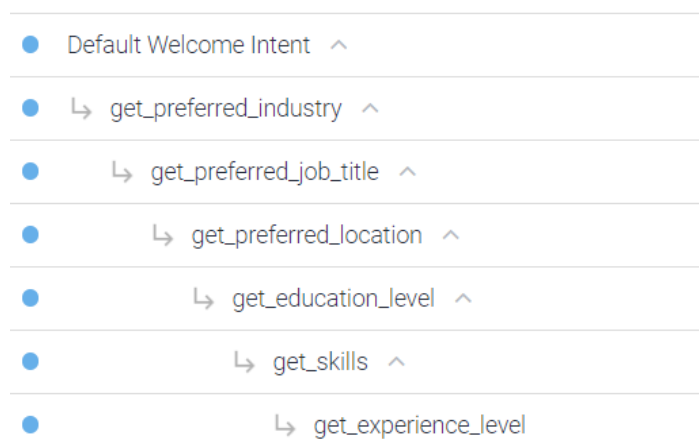 Default Welcome Intent
get_preferred_industry
get_preferred_job_title
get_preferred_location
get_education_level
get_skills
get_experience_level